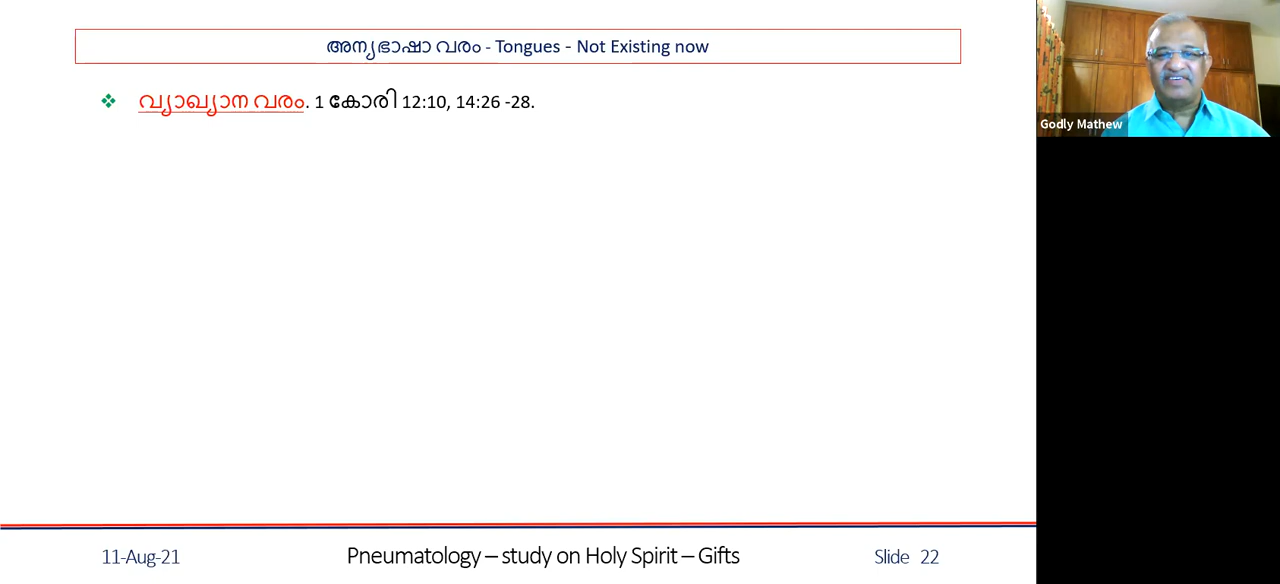 അന്യഭാഷാ വരം - Tongues - Not Existing now
❖ വ്യാഖ്യാന വരം. 1 കോരി 12:10, 14:26 -28.
Godly Mathew
11-Aug-21 Pneumatology – study on Holy Spirit – Gifts Slide 22